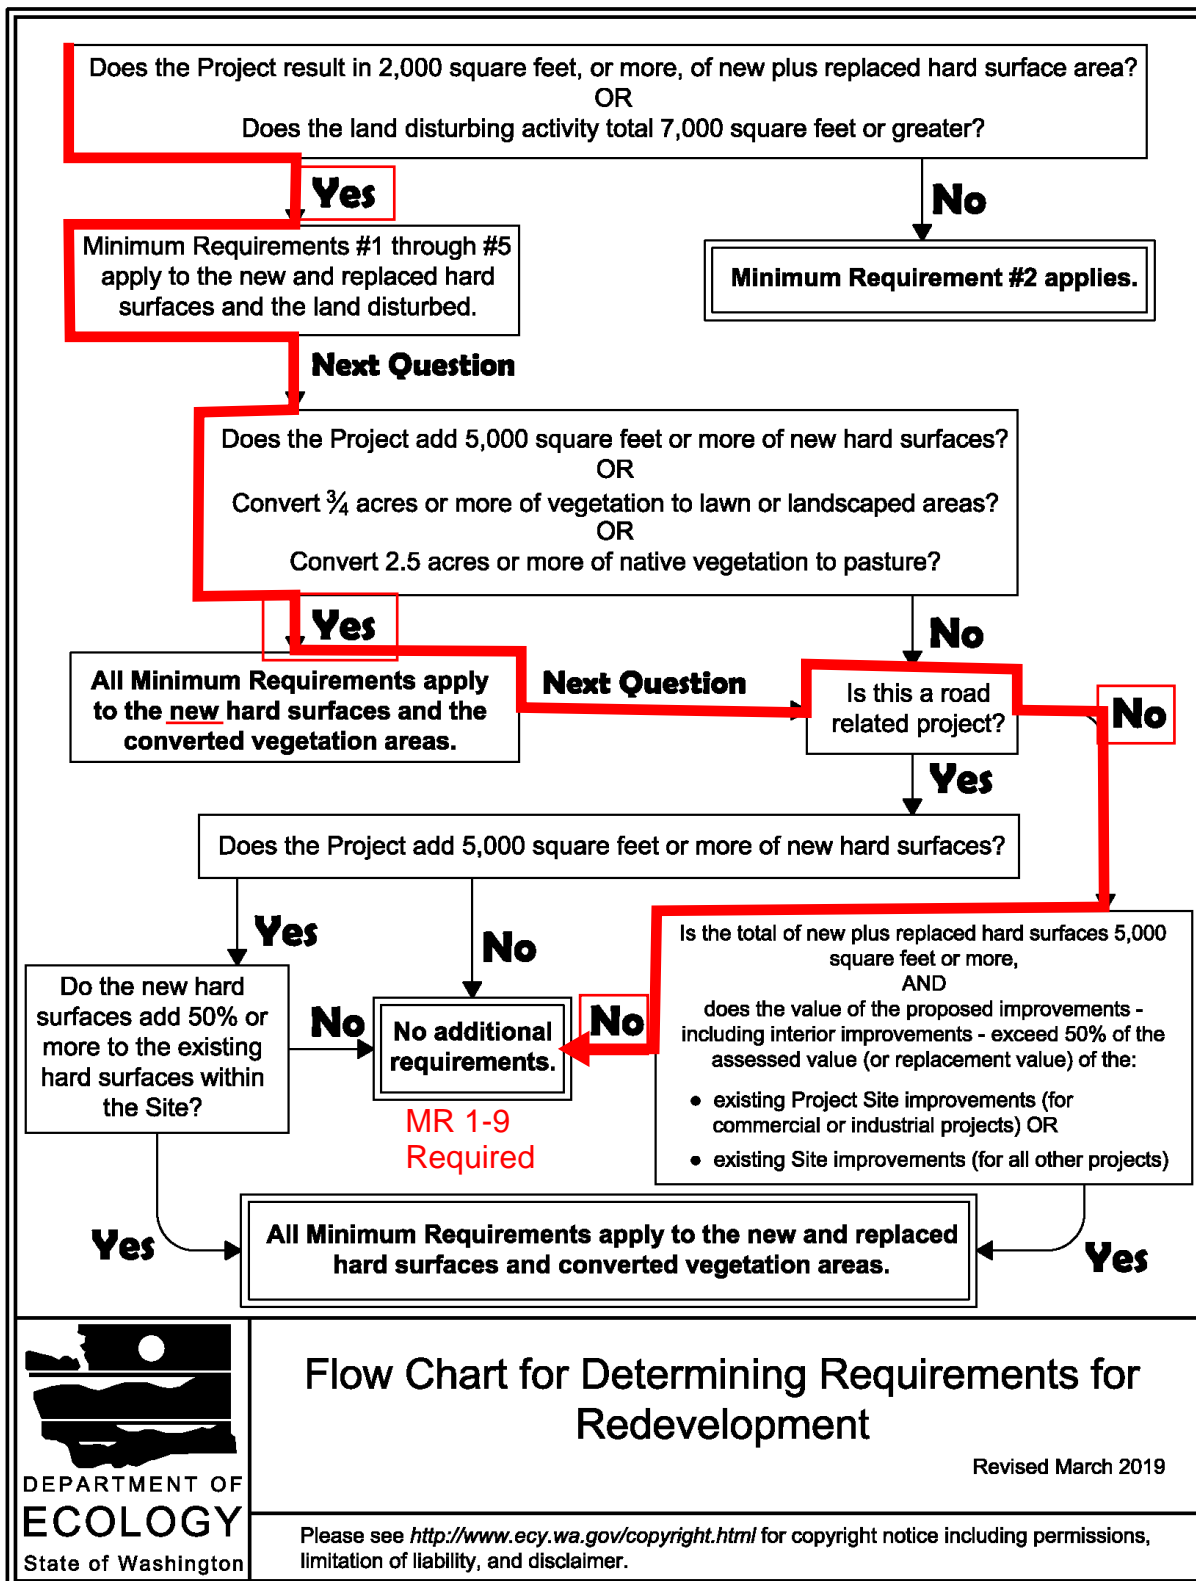 Does the Project result in 2,000 square feet, or more, of new plus replaced hard surface area?
OR
Does the land disturbing activity total 7,000 square feet or greater?
Yes
No
Minimum Requirements #1 through #5
apply to the new and replaced hard
surfaces and the land disturbed.
Minimum Requirement #2 applies.
Next Question
Does the Project add 5,000 square feet or more of new hard surfaces?
OR
Convert ¾ acres or more of vegetation to lawn or landscaped areas?
OR
Convert 2.5 acres or more of native vegetation to pasture?
Yes
No
All Minimum Requirements apply
to the new hard surfaces and the
converted vegetation areas.
Next Question
Is this a road
related project?
No
Yes
Does the Project add 5,000 square feet or more of new hard surfaces?
Yes
No
Is the total of new plus replaced hard surfaces 5,000
square feet or more,
AND
does the value of the proposed improvements -
including interior improvements - exceed 50% of the
assessed value (or replacement value) of the:
● existing Project Site improvements (for
commercial or industrial projects) OR
● existing Site improvements (for all other projects)
Do the new hard
surfaces add 50% or
more to the existing
hard surfaces within
the Site?
No
No additional
requirements.
No
MR 1-9
Required
Yes
All Minimum Requirements apply to the new and replaced
hard surfaces and converted vegetation areas.
Yes
DEPARTMENT OF
ECOLOGY
State of Washington
Flow Chart for Determining Requirements for
Redevelopment
Revised March 2019
Please see http://www.ecy.wa.gov/copyright.html for copyright notice including permissions,
limitation of liability, and disclaimer.